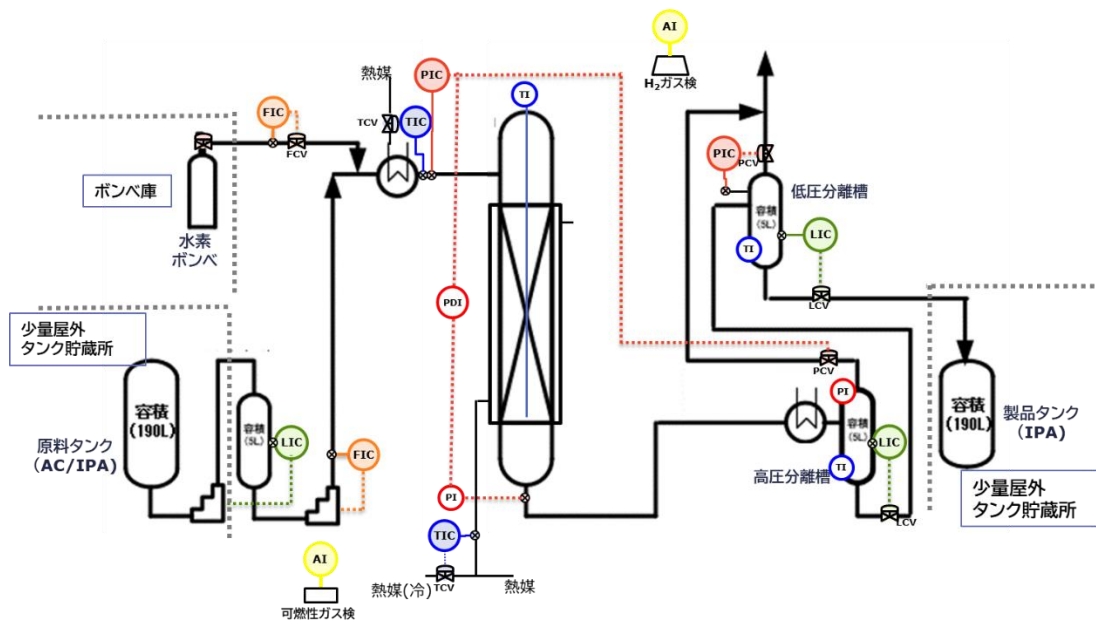 AI
H₂ガス検
熱媒
PIC
TI
FIC
TCV
TIC
FCV
PIC
PCV
低圧分離槽
ボンベ庫
容積
(5L)
LIC
水素
ボンベ
TI
PDI
LCV
少量屋外
タンク貯蔵所
PCV
容積
(190L)
PI
容積
(190L)
製品タンク
(IPA)
容積
(5L)
LIC
原料タンク
(AC/IPA)
FIC
容積
(5L)
LIC
TI
高圧分離槽
PI
少量屋外
タンク貯蔵所
LCV
TIC
AI
熱媒(冷)
TCV
熱媒
可燃性ガス検